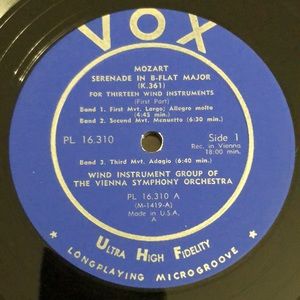 VOX
MOZART
SERENADE IN B-FLAT MAJOR
(K.361)
FOR THIRTEEN WIND INSTRUMENTS
(First Part)
Band 1. First Mvt. Largo; Allegro molto
(4:45 min.)
Band 2. Second Mvt. Menuetto (6:30 min.)
PL 16.310
Side 1
Rec. in Vienna
18:00 min.
Band 3. Third Mvt. Adagio (6:40 min.)
WIND INSTRUMENT GROUP OF
THE VIENNA SYMPHONY ORCHESTRA
PL 16.310 A
(M-1419-A)
Made in U.S.A.
A
ULTRA HIGH FIDELITY
LONGPLAYING MICROGROOVE